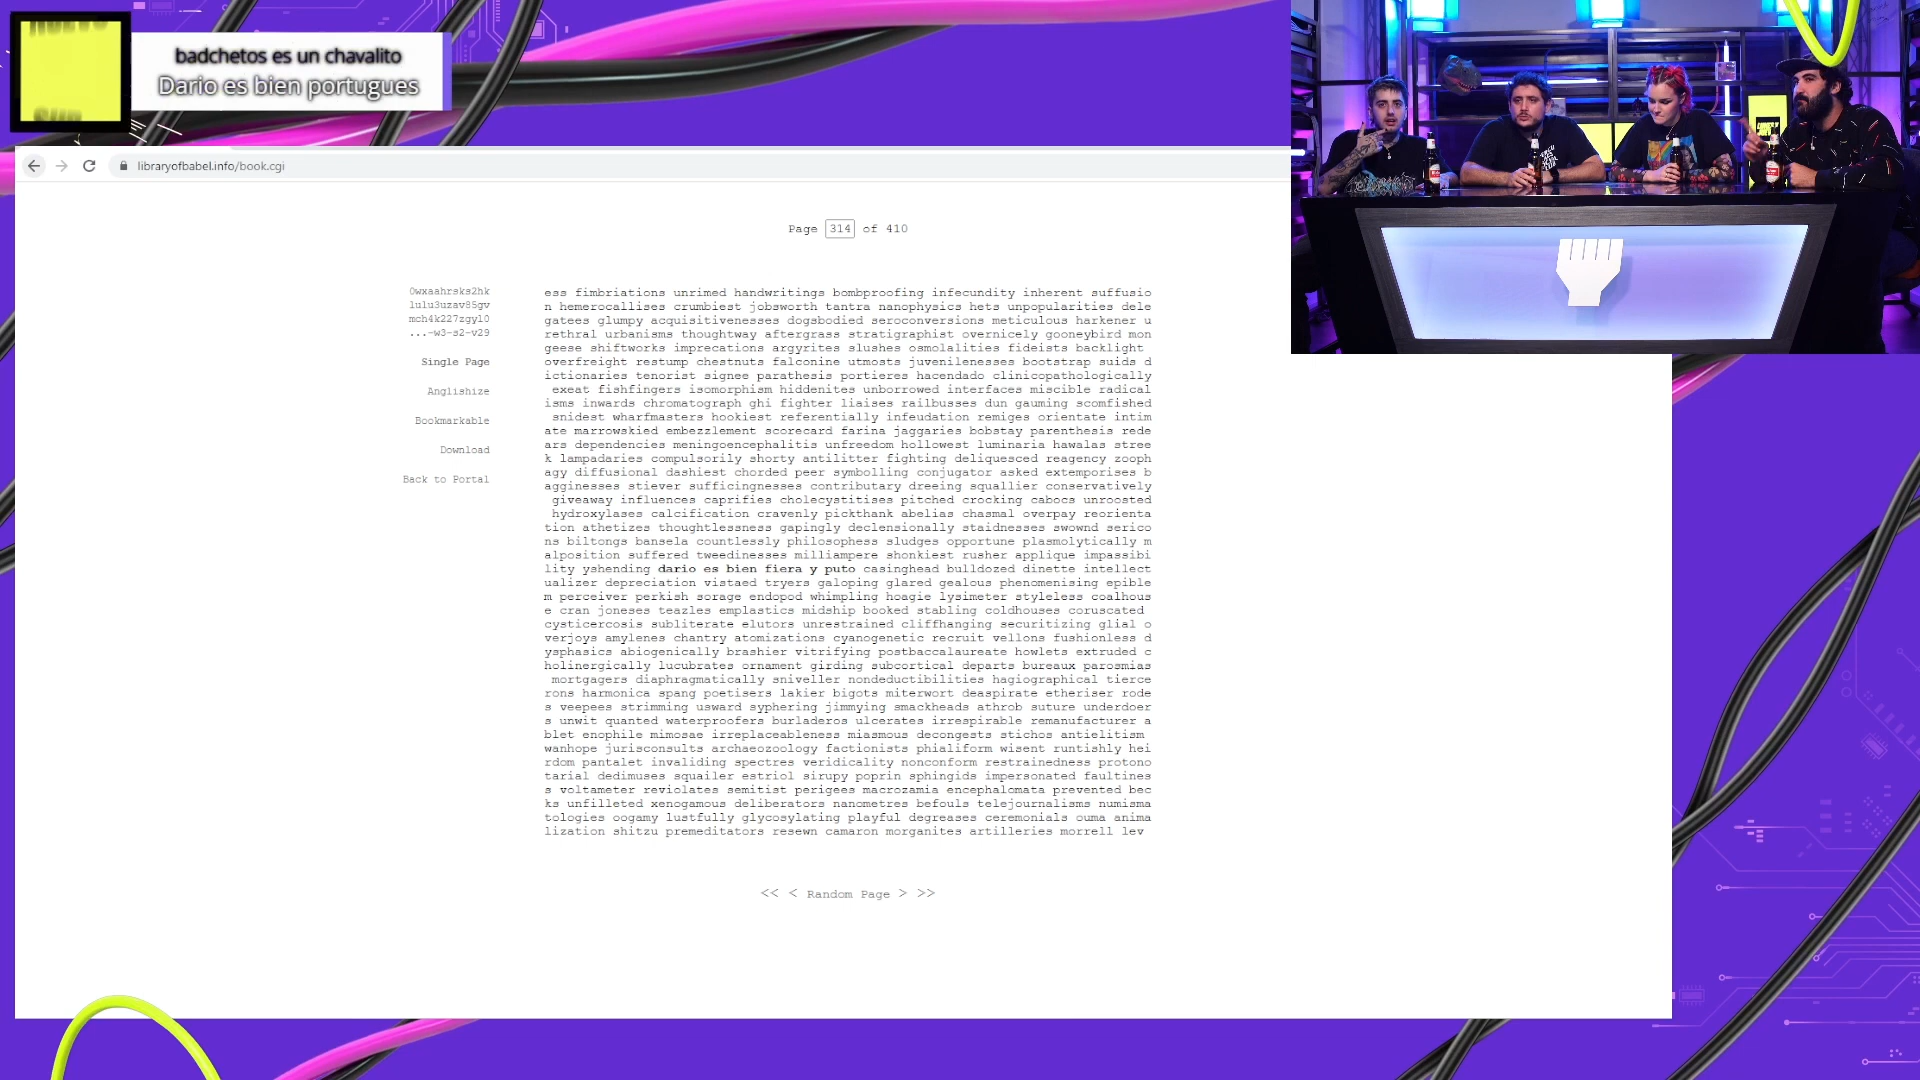 badchetos es un chavalito
Dario es bien portugues
libraryofbabel.info/book.cgi
Page 314 of 410
0wxaahrsks2hk
lulu3uzav85gv
mch4k227zgyl0
...-w3-s2-v29
Single Page
Anglishize
Bookmarkable
Download
Back to Portal
ess fimbriations unrimed handwritings bombproofing infecundity inherent suffusio
n hemerocallises crumbiest jobsworth tantra nanophysics hets unpopularities dele
gatees glumpy acquisitivenesses dogsbodied seroconversions meticulous harkener u
rethral urbanisms thoughtway aftergrass stratigraphist overnicely gooneybird mon
geese shiftworks imprecations argyrites slushes osmolalities fideists backlight
overfreight restump chestnuts falconine utmosts juvenilenesses bootstrap suids d
ictionaries tenorist signee parathesis portieres hacendado clinicopathologically
exeat fishfingers isomorphism hiddenites unborrowed interfaces miscible radical
isms inwards chromatograph ghi fighter liaises railbusses dun gauming scomfished
snidest wharfmasters hookiest referentially infeudation remiges orientate intim
ate marrowskied embezzlement scorecard farina jaggaries bobstay parenthesis rede
ars dependencies meningoencephalitis unfreedom hollowest luminaria hawalas stree
k lampadaries compulsorily shorty antilitter fighting deliquesced reagency zooph
agy diffusional dashiest chorded peer symbolling conjugator asked extemporises b
agginesses stiever sufficingnesses contributary dreeing squallier conservatively
giveaway influences caprifies cholecystitises pitched crocking cabocs unroosted
hydroxylases calcification cravenly pickthank abelias chasmal overpay reorienta
tion athetizes thoughtlessness gapingly declensionally staidnesses swownd serico
ns biltongs bansela countlessly philosophess sludges opportune plasmolytically m
alposition suffered tweedinesses milliampere shonkiest rusher applique impassibi
lity yshending dario es bien fiera y puto casinghead bulldozed dinette intellect
ualizer depreciation vistaed tryers galoping glared gealous phenomenising epible
m perceiver perkish sorage endopod whimpling hoagie lysimeter styleless coalhous
e cran joneses teazles emplastics midship booked stabling coldhouses coruscated
cysticercosis subliterate elutors unrestrained cliffhanging securitizing glial o
verjoys amylenes chantry atomizations cyanogenetic recruit vellons fushionless d
ysphasics abiogenically brashier vitrifying postbaccalaureate howlets extruded c
holinergically lucubrates ornament girding subcortical departs bureaux parosmias
mortgagers diaphragmatically sniveller nondeductibilities hagiographical tierce
rons harmonica spang poetisers lakier bigots miterwort deaspirate etheriser rode
s veepees strimming usward syphering jimmying smackheads athrob suture underdoer
s unwit quanted waterproofers burladeros ulcerates irrespirable remanufacturer a
blet enophile mimosae irreplaceableness miasmous decongests stichos antielitism
wanhope jurisconsults archaeozoology factionists phialiform wisent runtishly hei
rdom pantalet invaliding spectres veridicality nonconform restrainedness protono
tarial dedimuses squailer estriol sirupy poprin sphingids impersonated faultines
s voltameter reviolates semitist perigees macrozamia encephalomata prevented bec
ks unfilleted xenogamous deliberators nanometres befouls telejournalisms numisma
tologies oogamy lustfully glycosylating playful degreases ceremonials ouma anima
lization shitzu premeditators resewn camaron morganites artilleries morrell lev
<< < Random Page > >>